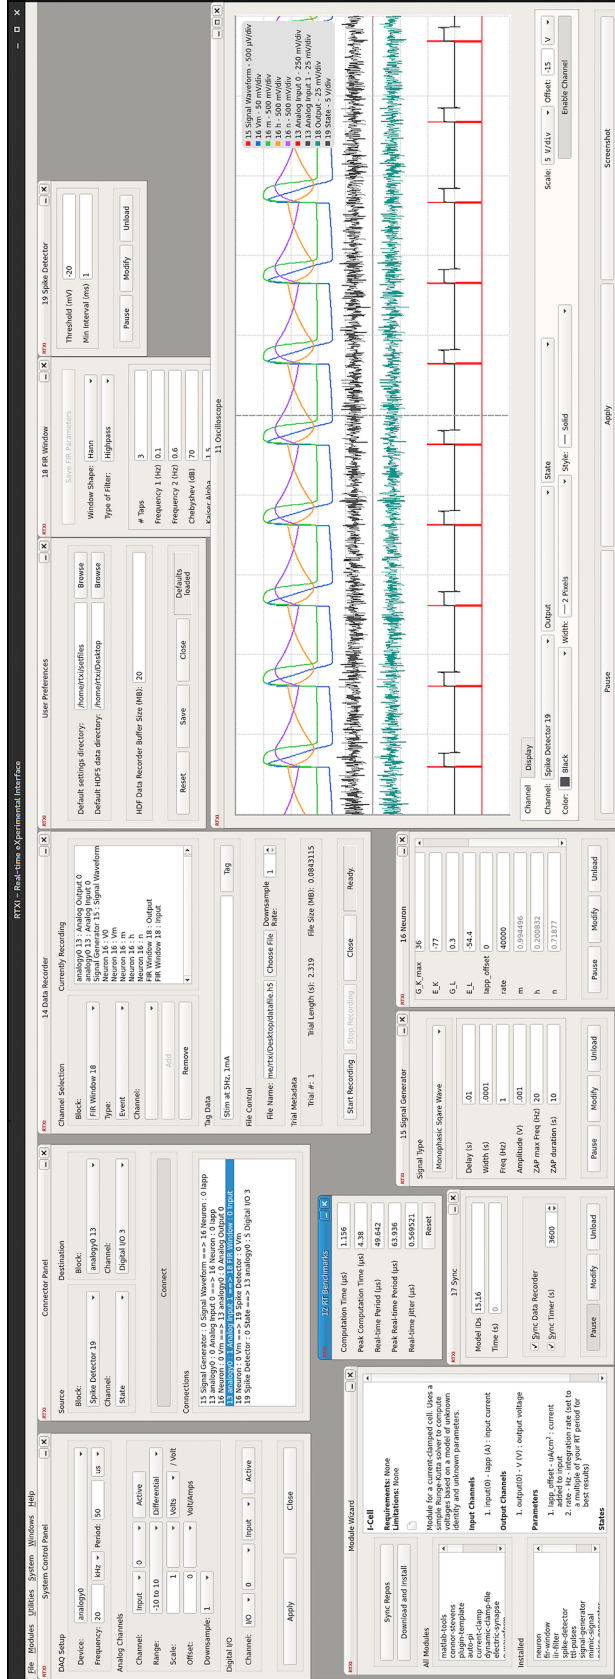 RTXI - Real-time eXperimental Interface
File Modules Utilities System Windows Help
System Control Panel
DAQ Setup
Device: analogy0
Frequency: 20 kHz Period: 50 us
Analog Channels
Channel: Input 0 Active
Range: -10 to 10 Differential
Scale: 1 Volts / Volt
Offset: 0 Volt/Amps
Downsample: 1
Digital I/O
Channel: I/O 0 Input Active
Apply Close
RTXI
Connector Panel
Source Destination
Block: Block:
Spike Detector 19 analogy0 13
Channel: Channel:
State Digital I/O 3
Connect
Connections
15 Signal Generator : 0 Signal Waveform ==> 16 Neuron : 0 Iapp
13 analogy0 : 0 Analog Input 0 ==> 16 Neuron : 0 Iapp
16 Neuron : 0 Vm ==> 13 analogy0 : 0 Analog Output 0
13 analogy0 : 1 Analog Input 1 ==> 18 FIR Window : 0 Input
16 Neuron : 0 Vm ==> 19 Spike Detector : 0 Vm
19 Spike Detector : 0 State ==> 13 analogy0 : 5 Digital I/O 3
RTXI
14 Data Recorder
Channel Selection Currently Recording
Block:
FIR Window 18
Type:
Event
Channel:
Add
Remove
analogy0 13 : Analog Output 0
analogy0 13 : Analog Input 0
Signal Generator 15 : Signal Waveform
Neuron 16 : V0
Neuron 16 : Vm
Neuron 16 : m
Neuron 16 : h
Neuron 16 : n
FIR Window 18 : Output
FIR Window 18 : Input
Tag Data
Stim at 5Hz, 1mA Tag
File Control
File Name: me/rtxi/Desktop/datafile.h5 Choose File Downsample Rate: 1
Trial Metadata
Trial #: 1 Trial Length (s): 2.319 File Size (MB): 0.0843115
Start Recording Stop Recording Close Ready.
RTXI
User Preferences
Default settings directory: /home/rtxi/setfiles Browse
Default HDF5 data directory: /home/rtxi/Desktop Browse
HDF Data Recorder Buffer Size (MB): 20
Reset Save Close Defaults loaded
RTXI
18 FIR Window
Save FIR Parameters
Window Shape: Hann
Type of Filter: Highpass
# Taps 3
Frequency 1 (Hz) 0.1
Frequency 2 (Hz) 0.6
Chebyshev (dB) 70
Kaiser Alpha 1.5
RTXI
19 Spike Detector
Threshold (mV) -20
Min Interval (ms) 1
Pause Modify Unload
RTXI
Module Wizard
Sync Repos
Download and Install
All Modules
matlab-tools
connor-stevens
plugin-template
auto-pi
current-clamp
dynamic-clamp-file
electric-synapse
Installed
neuron
fir-window
iir-filter
spike-detector
ttl-pulses
signal-generator
mimic-signal
I-Cell
Requirements: None
Limitations: None
Module for a current-clamped cell. Uses a
simple Runge-Kutta solver to compute
voltages based on a model of unknown
identity and unknown parameters.
Input Channels
1. input(0) - Iapp (A) : input current
Output Channels
1. output(0) - V (V) : output voltage
Parameters
1. Iapp_offset - uA/cm² : current
added to input
2. rate - Hz - integration rate (set to
a multiple of your RT period for
best results)
States
RTXI
12 RT Benchmarks
Computation Time (μs) 1.156
Peak Computation Time (μs) 4.38
Real-time Period (μs) 49.642
Peak Real-time Period (μs) 63.936
Real-time Jitter (μs) 0.569521
Reset
RTXI
17 Sync
Model IDs 15,16
Time (s) 0
✓ Sync Data Recorder
✓ Sync Timer (s) 3600
Pause Modify Unload
RTXI
15 Signal Generator
Signal Type
Monophasic Sqare Wave
Delay (s) .01
Width (s) .0001
Freq (Hz) 1
Amplitude (V) .001
ZAP max Freq (Hz) 20
ZAP duration (s) 10
Pause Modify Unload
RTXI
16 Neuron
G_K_max 36
E_K -77
G_L 0.3
E_L -54.4
Iapp_offset 0
rate 40000
m 0.994496
h 0.200832
n 0.71877
Pause Modify Unload
RTXI
11 Oscilloscope
15 Signal Waveform - 500 μV/div
16 Vm - 50 mV/div
16 m - 500 mV/div
16 h - 500 mV/div
16 n - 500 mV/div
13 Analog Input 0 - 250 mV/div
13 Analog Input 1 - 25 mV/div
18 Output - 25 mV/div
19 State - 5 V/div
Channel Display
Channel: Spike Detector 19 Output State Scale: 5 V/div Offset: -15 V
Color: Black Width: 2 Pixels Style: Solid Enable Channel
Pause Apply Screenshot